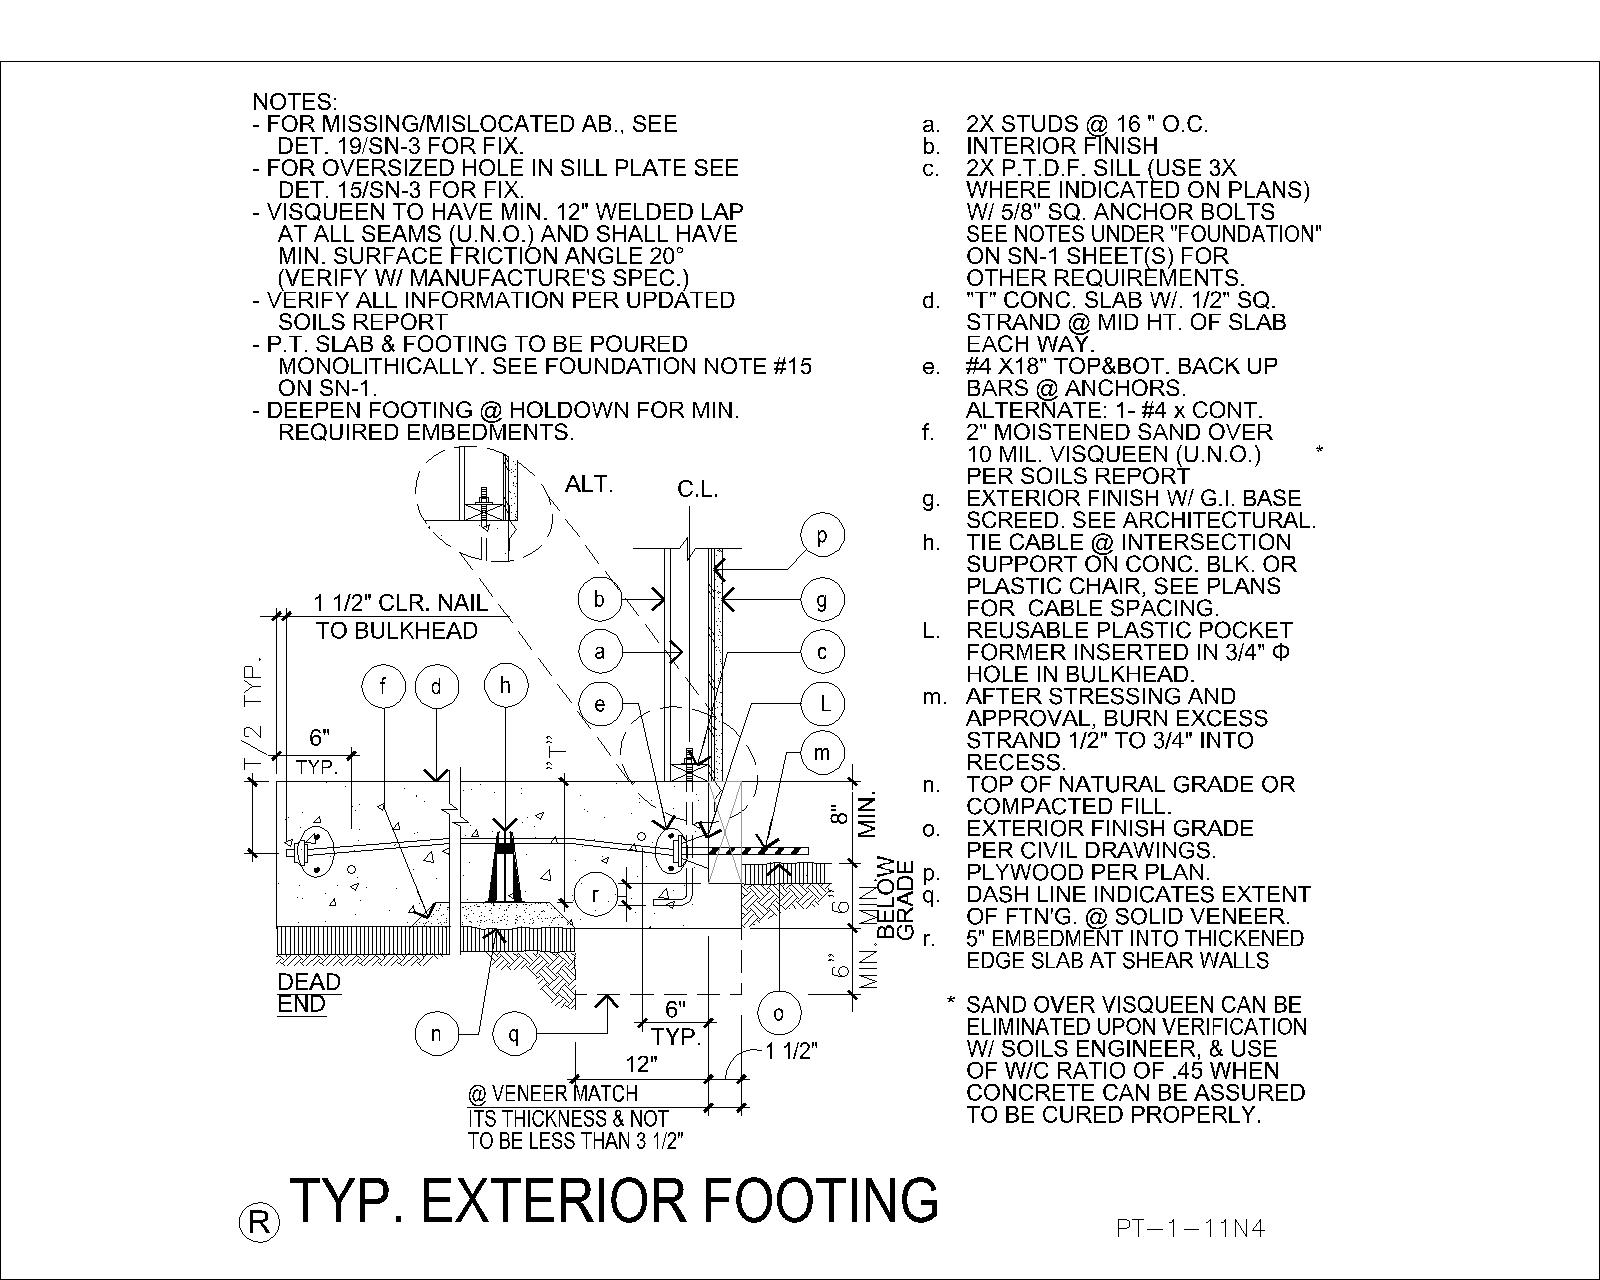 NOTES:
- FOR MISSING/MISLOCATED AB., SEE
DET. 19/SN-3 FOR FIX.
- FOR OVERSIZED HOLE IN SILL PLATE SEE
DET. 15/SN-3 FOR FIX.
- VISQUEEN TO HAVE MIN. 12" WELDED LAP
AT ALL SEAMS (U.N.O.) AND SHALL HAVE
MIN. SURFACE FRICTION ANGLE 20°
(VERIFY W/ MANUFACTURE'S SPEC.)
- VERIFY ALL INFORMATION PER UPDATED
SOILS REPORT
- P.T. SLAB & FOOTING TO BE POURED
MONOLITHICALLY. SEE FOUNDATION NOTE #15
ON SN-1.
- DEEPEN FOOTING @ HOLDOWN FOR MIN.
REQUIRED EMBEDMENTS.
ALT.
C.L.
p
b
g
1 1/2" CLR. NAIL
TO BULKHEAD
a
c
f
d
h
e
L
T/2 TYP.
6"
TYP.
"T"
m
8"
MIN.
r
6"
MIN.
BELOW
GRADE
6"
MIN.
DEAD
END
n
q
6"
TYP.
o
12"
1 1/2"
@ VENEER MATCH
ITS THICKNESS & NOT
TO BE LESS THAN 3 1/2"
a. 2X STUDS @ 16 " O.C.
b. INTERIOR FINISH
c. 2X P.T.D.F. SILL (USE 3X
WHERE INDICATED ON PLANS)
W/ 5/8" SQ. ANCHOR BOLTS
SEE NOTES UNDER "FOUNDATION"
ON SN-1 SHEET(S) FOR
OTHER REQUIREMENTS.
d. "T" CONC. SLAB W/. 1/2" SQ.
STRAND @ MID HT. OF SLAB
EACH WAY.
e. #4 X18" TOP&BOT. BACK UP
BARS @ ANCHORS.
ALTERNATE: 1- #4 x CONT.
f. 2" MOISTENED SAND OVER
10 MIL. VISQUEEN (U.N.O.) *
PER SOILS REPORT
g. EXTERIOR FINISH W/ G.I. BASE
SCREED. SEE ARCHITECTURAL.
h. TIE CABLE @ INTERSECTION
SUPPORT ON CONC. BLK. OR
PLASTIC CHAIR, SEE PLANS
FOR CABLE SPACING.
L. REUSABLE PLASTIC POCKET
FORMER INSERTED IN 3/4" Φ
HOLE IN BULKHEAD.
m. AFTER STRESSING AND
APPROVAL, BURN EXCESS
STRAND 1/2" TO 3/4" INTO
RECESS.
n. TOP OF NATURAL GRADE OR
COMPACTED FILL.
o. EXTERIOR FINISH GRADE
PER CIVIL DRAWINGS.
p. PLYWOOD PER PLAN.
q. DASH LINE INDICATES EXTENT
OF FTN'G. @ SOLID VENEER.
r. 5" EMBEDMENT INTO THICKENED
EDGE SLAB AT SHEAR WALLS
* SAND OVER VISQUEEN CAN BE
ELIMINATED UPON VERIFICATION
W/ SOILS ENGINEER, & USE
OF W/C RATIO OF .45 WHEN
CONCRETE CAN BE ASSURED
TO BE CURED PROPERLY.
R TYP. EXTERIOR FOOTING
PT-1-11N4